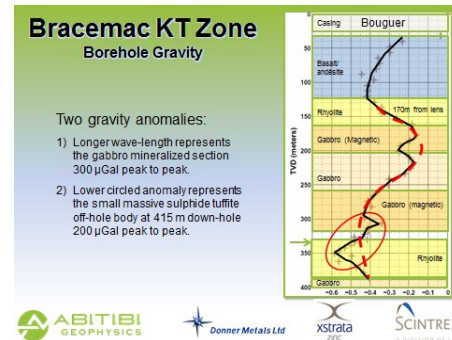 Bracemac KT Zone
Borehole Gravity
Two gravity anomalies:
1) Longer wave-length represents
the gabbro mineralized section
300 µGal peak to peak.
2) Lower circled anomaly represents
the small massive sulphide tuffite
off-hole body at 415 m down-hole
200 µGal peak to peak.
Casing
Bouguer
50
Basalt/
andésite
100
Rhyolite
170m from lens
150
Gabbro (Magnetic)
TVD (meters)
200
Gabbro
250
Gabbro (magnetic)
300
350
Rhyolite
Gabbro
400
−0.6 −0.5 −0.4 −0.3 −0.2 −0.1 0
ABITIBI
GEOPHYSICS
Donner Metals Ltd
xstrata
zinc
SCINTRE